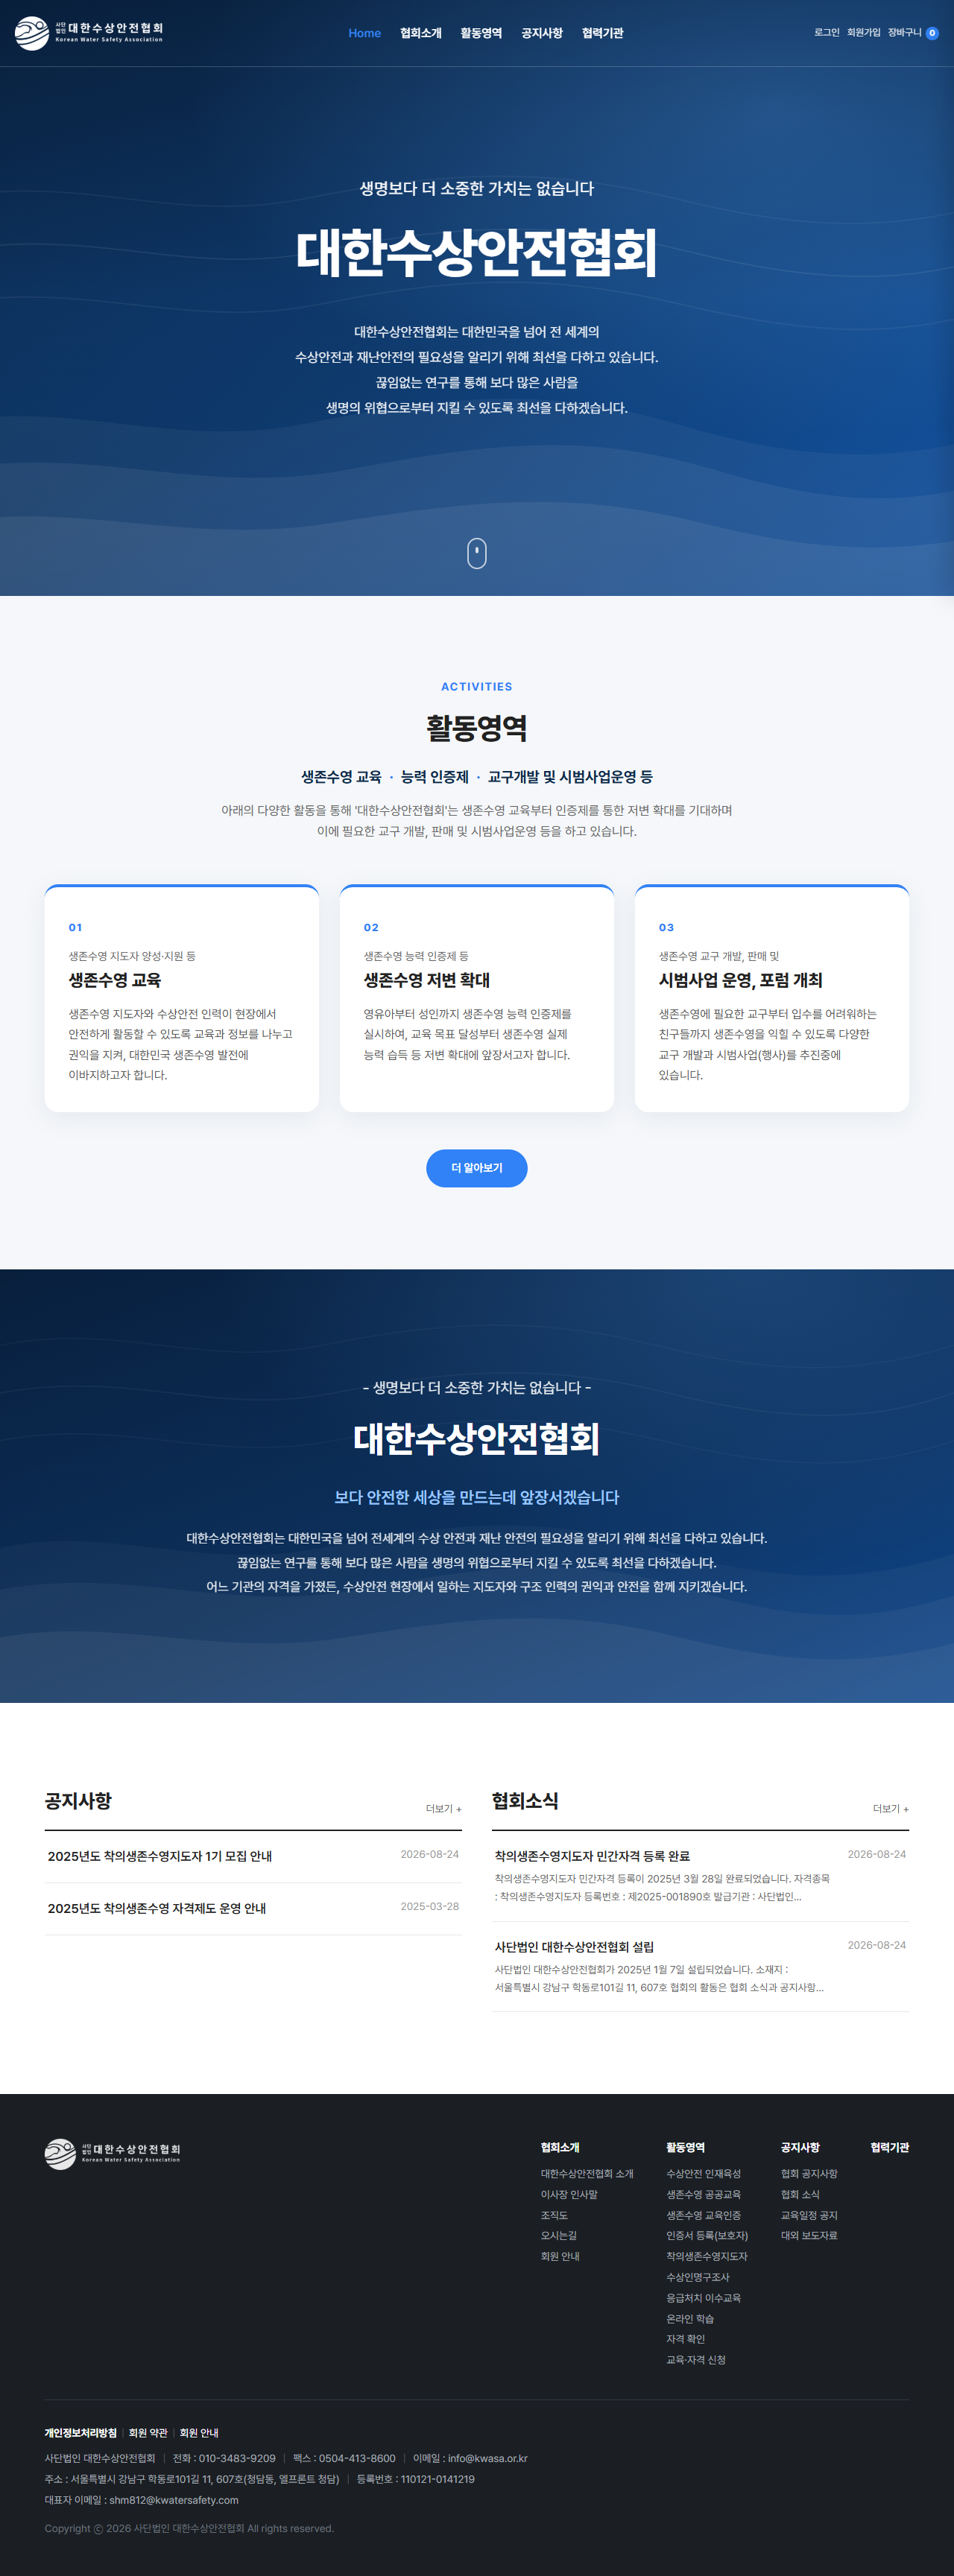 사단법인 대한수상안전협회
Korean Water Safety Association
Home 협회소개 활동영역 공지사항 협력기관
로그인 회원가입 장바구니 0
생명보다 더 소중한 가치는 없습니다
대한수상안전협회
대한수상안전협회는 대한민국을 넘어 전 세계의
수상안전과 재난안전의 필요성을 알리기 위해 최선을 다하고 있습니다.
끊임없는 연구를 통해 보다 많은 사람을
생명의 위협으로부터 지킬 수 있도록 최선을 다하겠습니다.
ACTIVITIES
활동영역
생존수영 교육 · 능력 인증제 · 교구개발 및 시범사업운영 등
아래의 다양한 활동을 통해 '대한수상안전협회'는 생존수영 교육부터 인증제를 통한 저변 확대를 기대하며
이에 필요한 교구 개발, 판매 및 시범사업운영 등을 하고 있습니다.
01
생존수영 지도자 양성·지원 등
생존수영 교육
생존수영 지도자와 수상안전 인력이 현장에서
안전하게 활동할 수 있도록 교육과 정보를 나누고
권익을 지켜, 대한민국 생존수영 발전에
이바지하고자 합니다.
02
생존수영 능력 인증제 등
생존수영 저변 확대
영유아부터 성인까지 생존수영 능력 인증제를
실시하여, 교육 목표 달성부터 생존수영 실제
능력 습득 등 저변 확대에 앞장서고자 합니다.
03
생존수영 교구 개발, 판매 및
시범사업 운영, 포럼 개최
생존수영에 필요한 교구부터 입수를 어려워하는
친구들까지 생존수영을 익힐 수 있도록 다양한
교구 개발과 시범사업(행사)를 추진중에
있습니다.
더 알아보기
- 생명보다 더 소중한 가치는 없습니다 -
대한수상안전협회
보다 안전한 세상을 만드는데 앞장서겠습니다
대한수상안전협회는 대한민국을 넘어 전세계의 수상 안전과 재난 안전의 필요성을 알리기 위해 최선을 다하고 있습니다.
끊임없는 연구를 통해 보다 많은 사람을 생명의 위협으로부터 지킬 수 있도록 최선을 다하겠습니다.
어느 기관의 자격을 가졌든, 수상안전 현장에서 일하는 지도자와 구조 인력의 권익과 안전을 함께 지키겠습니다.
공지사항
더보기 +
2025년도 착의생존수영지도자 1기 모집 안내 2026-08-24
2025년도 착의생존수영 자격제도 운영 안내 2025-03-28
협회소식
더보기 +
착의생존수영지도자 민간자격 등록 완료 2026-08-24
착의생존수영지도자 민간자격 등록이 2025년 3월 28일 완료되었습니다. 자격종목
: 착의생존수영지도자 등록번호 : 제2025-001890호 발급기관 : 사단법인...
사단법인 대한수상안전협회 설립 2026-08-24
사단법인 대한수상안전협회가 2025년 1월 7일 설립되었습니다. 소재지 :
서울특별시 강남구 학동로101길 11, 607호 협회의 활동은 협회 소식과 공지사항...
사단법인 대한수상안전협회
Korean Water Safety Association
협회소개
대한수상안전협회 소개
이사장 인사말
조직도
오시는길
회원 안내
활동영역
수상안전 인재육성
생존수영 공공교육
생존수영 교육인증
인증서 등록(보호자)
착의생존수영지도자
수상인명구조사
응급처치 이수교육
온라인 학습
자격 확인
교육·자격 신청
공지사항
협회 공지사항
협회 소식
교육일정 공지
대외 보도자료
협력기관
개인정보처리방침 | 회원 약관 | 회원 안내
사단법인 대한수상안전협회 | 전화 : 010-3483-9209 | 팩스 : 0504-413-8600 | 이메일 : info@kwasa.or.kr
주소 : 서울특별시 강남구 학동로101길 11, 607호(청담동, 엘프론트 청담) | 등록번호 : 110121-0141219
대표자 이메일 : shm812@kwatersafety.com
Copyright ⓒ 2026 사단법인 대한수상안전협회 All rights reserved.